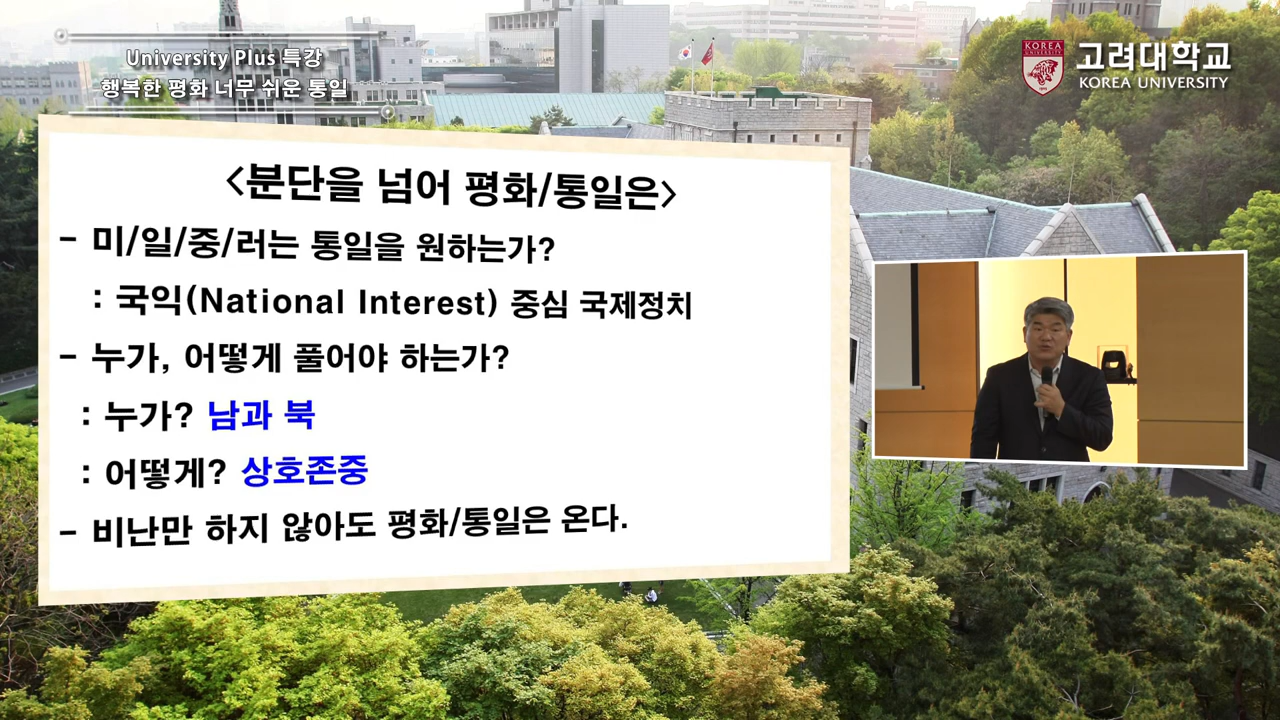 University Plus 특강
행복한 평화 너무 쉬운 통일
KOREA
UNIVERSITY
고려대학교
KOREA UNIVERSITY
<분단을 넘어 평화/통일은>
- 미/일/중/러는 통일을 원하는가?
: 국익(National Interest) 중심 국제정치
- 누가, 어떻게 풀어야 하는가?
: 누가? 남과 북
: 어떻게? 상호존중
- 비난만 하지 않아도 평화/통일은 온다.